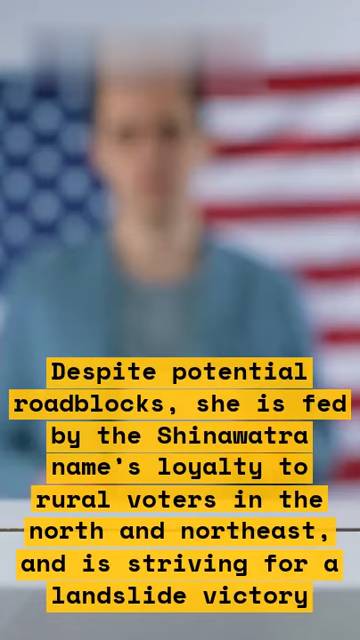 Despite potential
roadblocks, she is fed
by the Shinawatra
name's loyalty to
rural voters in the
north and northeast,
and is striving for a
landslide victory